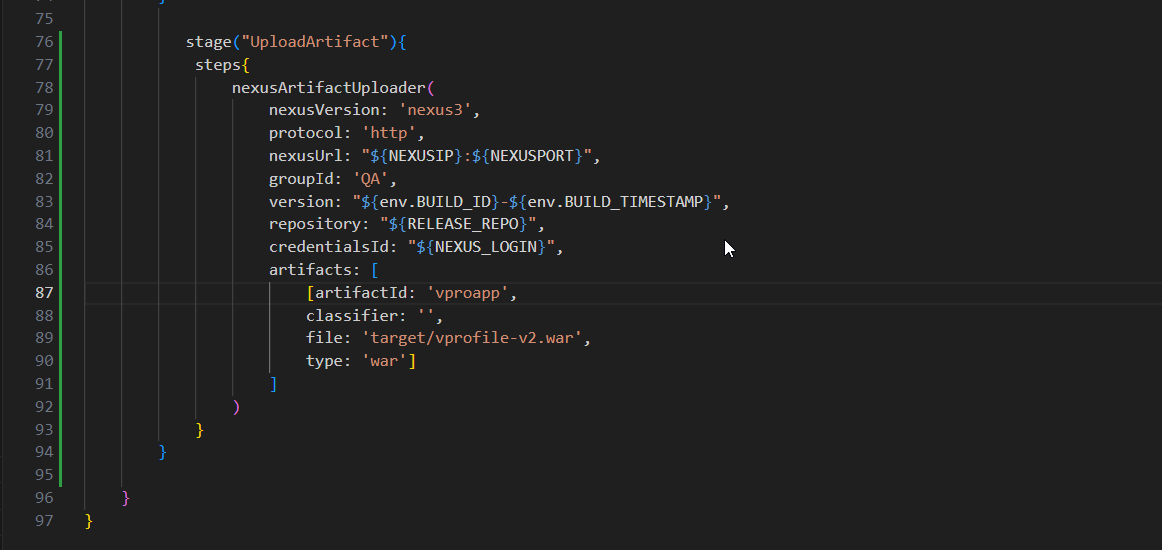 75
76 stage("UploadArtifact"){
77 steps{
78 nexusArtifactUploader(
79 nexusVersion: 'nexus3',
80 protocol: 'http',
81 nexusUrl: "${NEXUSIP}:${NEXUSPORT}",
82 groupId: 'QA',
83 version: "${env.BUILD_ID}-${env.BUILD_TIMESTAMP}",
84 repository: "${RELEASE_REPO}",
85 credentialsId: "${NEXUS_LOGIN}",
86 artifacts: [
87 [artifactId: 'vproapp',
88 classifier: '',
89 file: 'target/vprofile-v2.war',
90 type: 'war']
91 ]
92 )
93 }
94 }
95
96 }
97 }